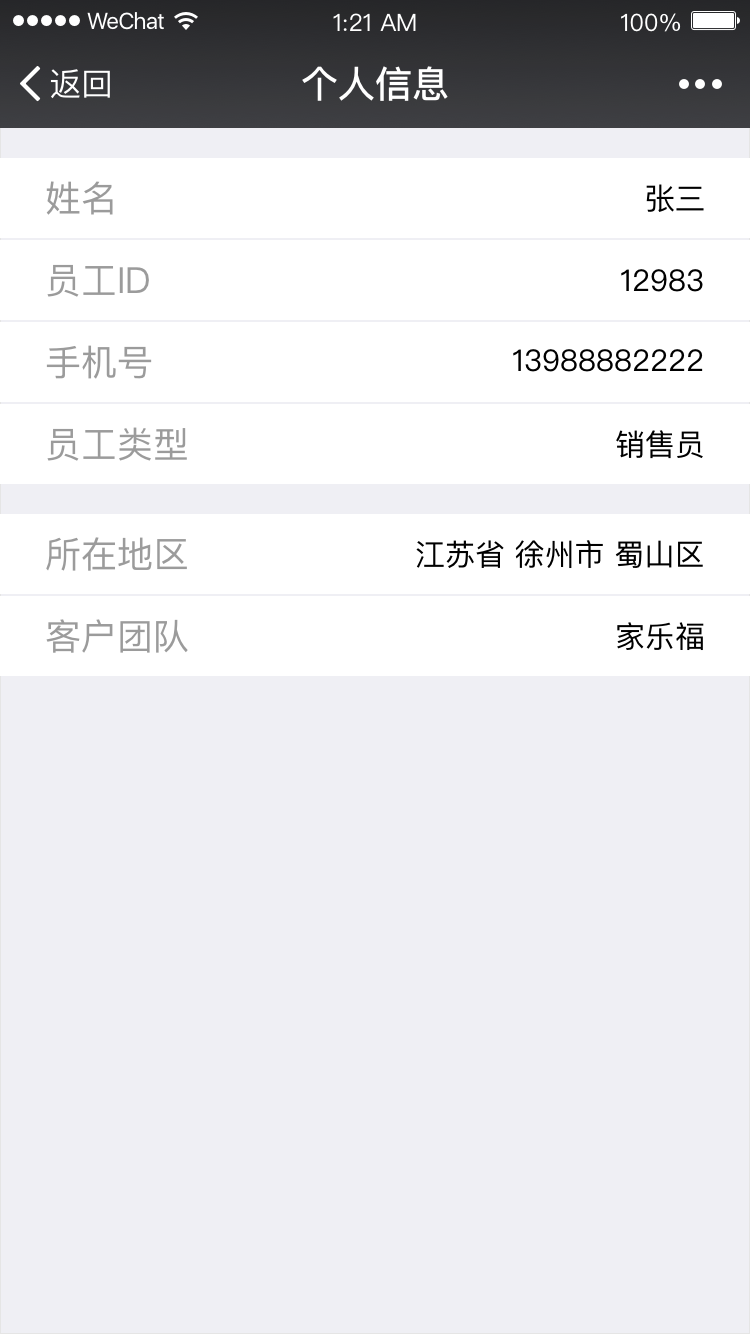 WeChat 1:21 AM 100%
返回 个人信息
姓名 张三
员工ID 12983
手机号 13988882222
员工类型 销售员
所在地区 江苏省 徐州市 蜀山区
客户团队 家乐福